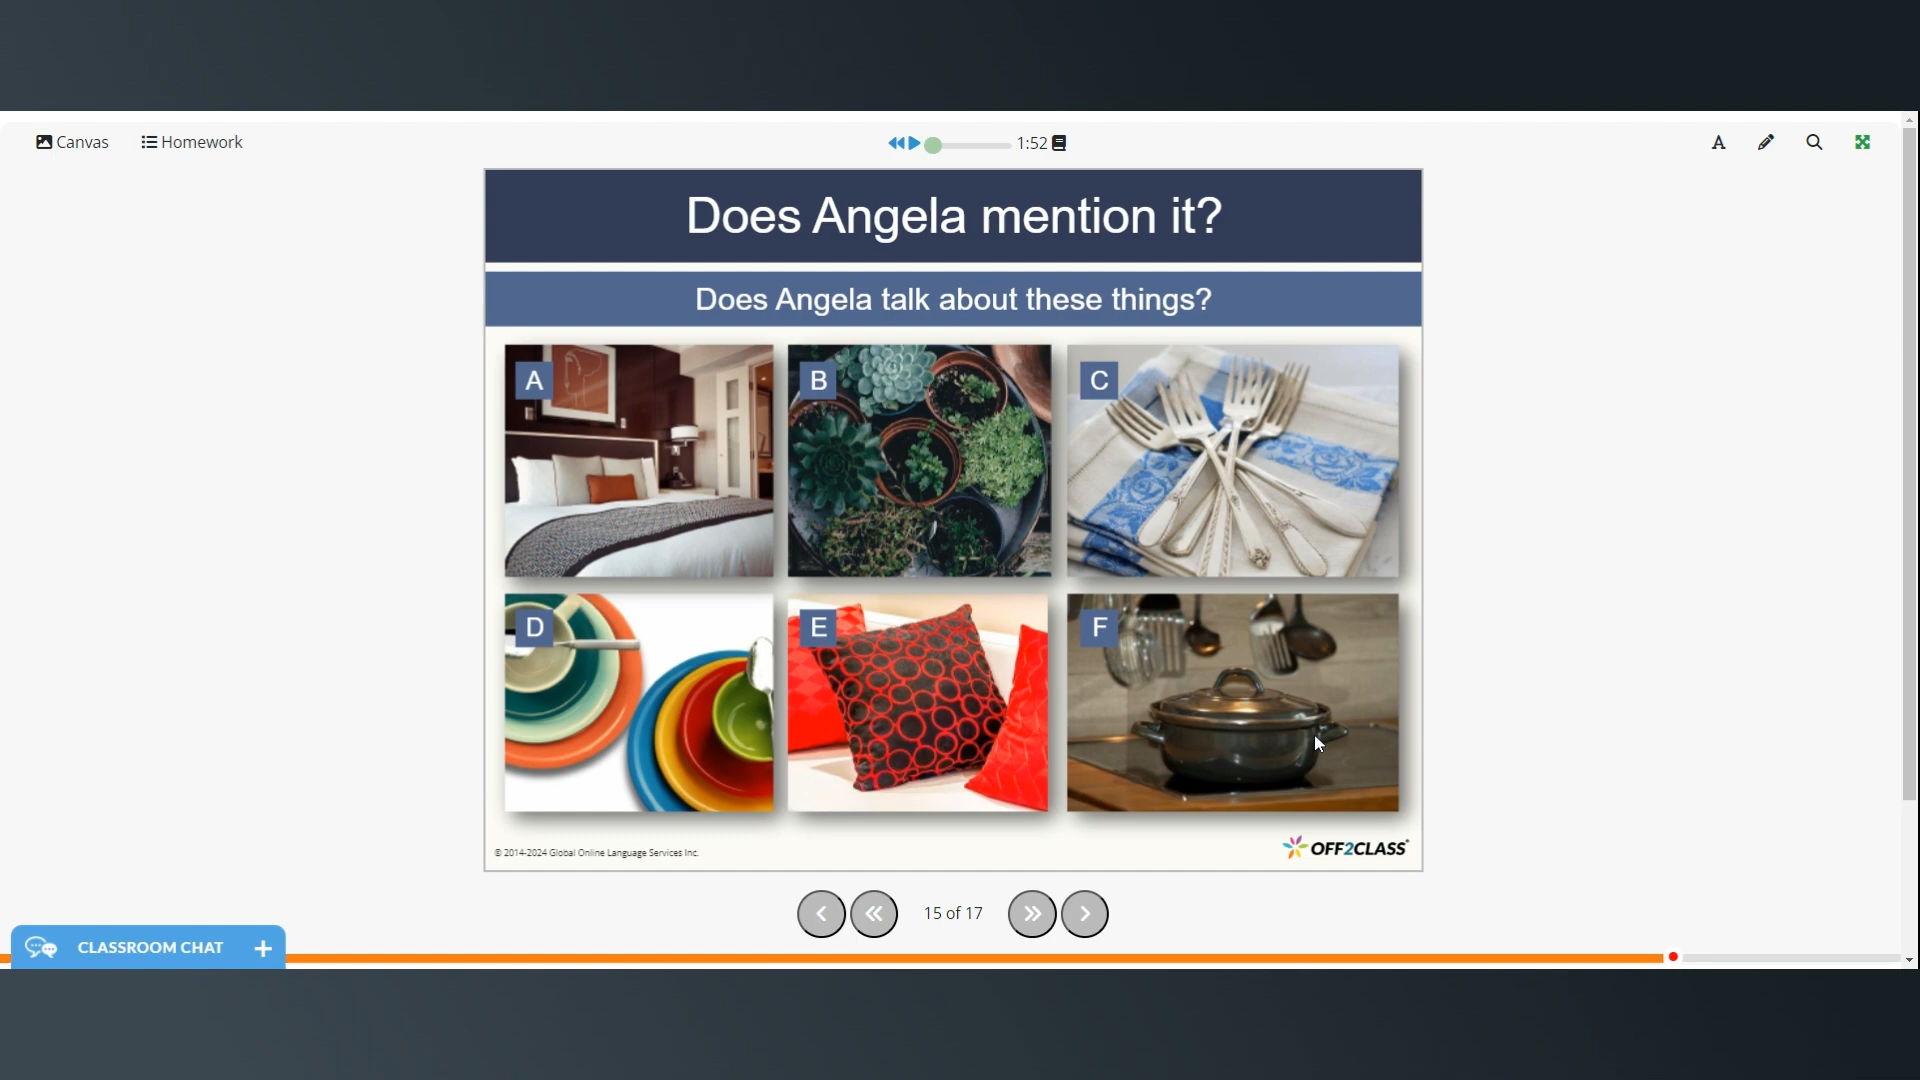 Canvas
Homework
1:52
A
Does Angela mention it?
Does Angela talk about these things?
A
B
C
D
E
F
© 2014-2024 Global Online Language Services Inc.
OFF2CLASS
15 of 17
CLASSROOM CHAT +